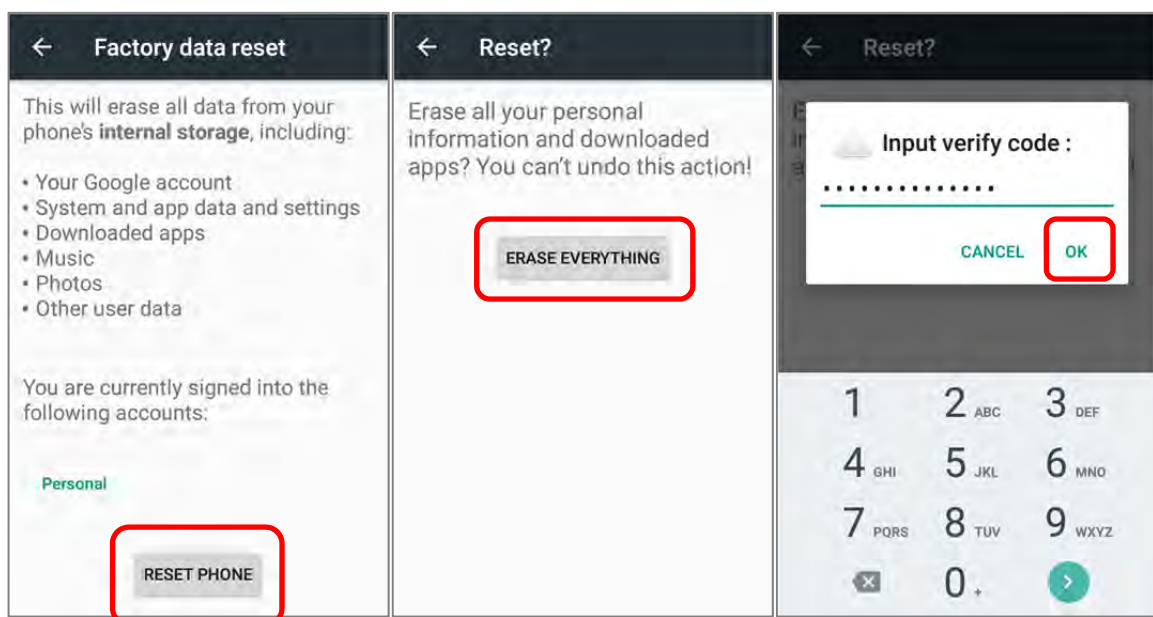 ← Factory data reset
This will erase all data from your
phone's internal storage, including:
• Your Google account
• System and app data and settings
• Downloaded apps
• Music
• Photos
• Other user data
You are currently signed into the
following accounts:
Personal
RESET PHONE
← Reset?
Erase all your personal
information and downloaded
apps? You can't undo this action!
ERASE EVERYTHING
← Reset?
Input verify code :
••••••••••••••
CANCEL OK
1 2 ABC 3 DEF
4 GHI 5 JKL 6 MNO
7 PQRS 8 TUV 9 WXYZ
0 +